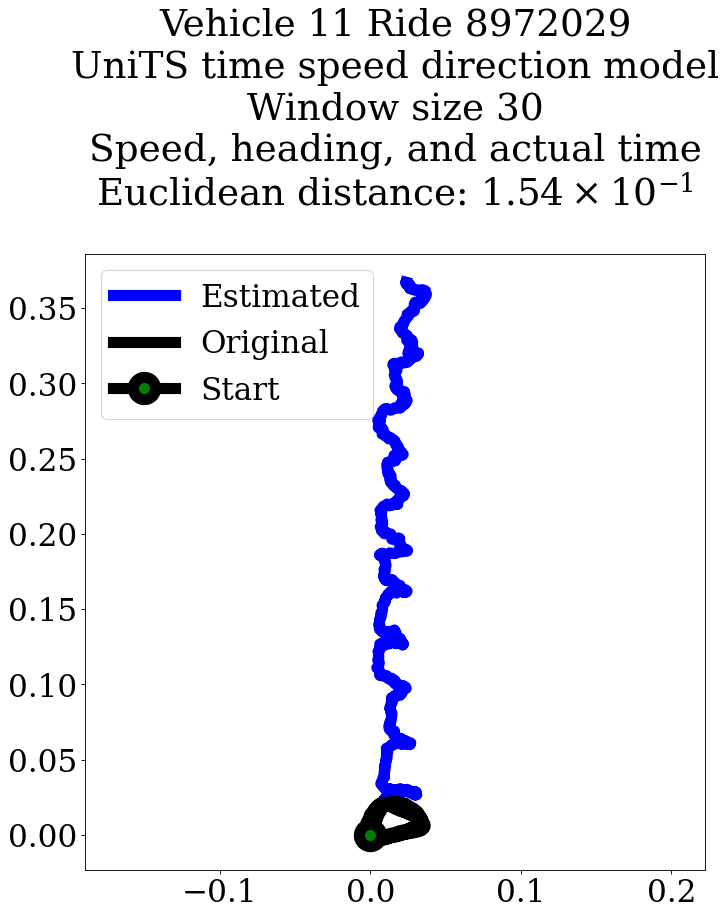 Vehicle 11 Ride 8972029
UniTS time speed direction model
Window size 30
Speed, heading, and actual time
Euclidean distance: 1.54 × 10⁻¹
Estimated
Original
Start
0.35
0.30
0.25
0.20
0.15
0.10
0.05
0.00
−0.1
0.0
0.1
0.2